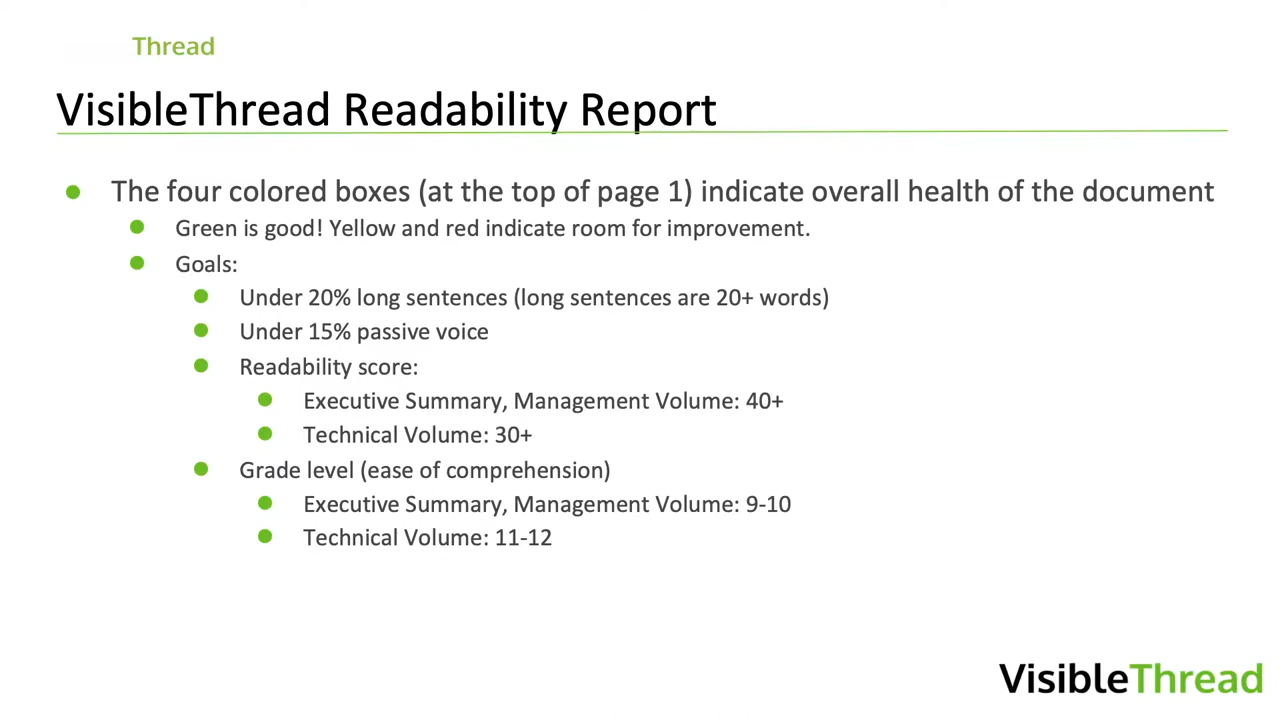 Thread
VisibleThread Readability Report
The four colored boxes (at the top of page 1) indicate overall health of the document
Green is good! Yellow and red indicate room for improvement.
Goals:
Under 20% long sentences (long sentences are 20+ words)
Under 15% passive voice
Readability score:
Executive Summary, Management Volume: 40+
Technical Volume: 30+
Grade level (ease of comprehension)
Executive Summary, Management Volume: 9-10
Technical Volume: 11-12
VisibleThread